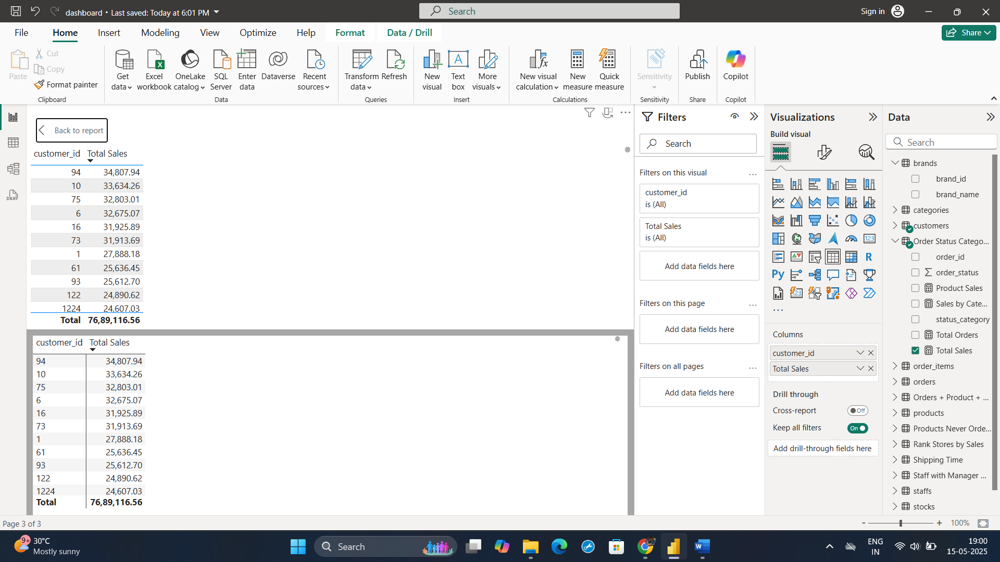 dashboard • Last saved: Today at 6:01 PM
Search
Sign in
File
Home
Insert
Modeling
View
Optimize
Help
Format
Data / Drill
Share
Paste
Cut
Copy
Format painter
Clipboard
Get data
Excel workbook
OneLake catalog
SQL Server
Enter data
Dataverse
Recent sources
Data
Transform data
Refresh
Queries
New visual
Text box
More visuals
Insert
New visual calculation
New measure
Quick measure
Calculations
Sensitivity
Sensitivity
Publish
Share
Copilot
Copilot
Back to report
customer_id Total Sales
94 34,807.94
10 33,634.26
75 32,803.01
6 32,675.07
16 31,925.89
73 31,913.69
1 27,888.18
61 25,636.45
93 25,612.70
122 24,890.62
1224 24,607.03
Total 76,89,116.56
customer_id Total Sales
94 34,807.94
10 33,634.26
75 32,803.01
6 32,675.07
16 31,925.89
73 31,913.69
1 27,888.18
61 25,636.45
93 25,612.70
122 24,890.62
1224 24,607.03
Total 76,89,116.56
Filters
Search
Filters on this visual ...
customer_id
is (All)
Total Sales
is (All)
Add data fields here
Filters on this page ...
Add data fields here
Filters on all pages ...
Add data fields here
Visualizations
Build visual
123
R
Py
123
...
Columns
customer_id
Total Sales
Drill through
Cross-report Off
Keep all filters On
Add drill-through fields here
Data
Search
brands
brand_id
brand_name
categories
customers
Order Status Catego...
order_id
order_status
Product Sales
Sales by Cate...
status_category
Total Orders
Total Sales
order_items
orders
Orders + Product + ...
products
Products Never Orde...
Rank Stores by Sales
Shipping Time
Staff with Manager ...
staffs
stocks
Page 3 of 3
- + 100%
9+
30°C
Mostly sunny
Search
ENG
IN
19:00
15-05-2025